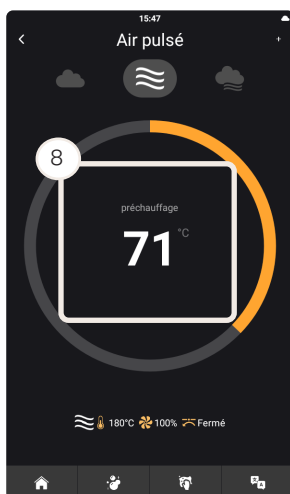 15:47
Air pulsé
+
8
préchauffage
71 °C
180°C 100% Fermé